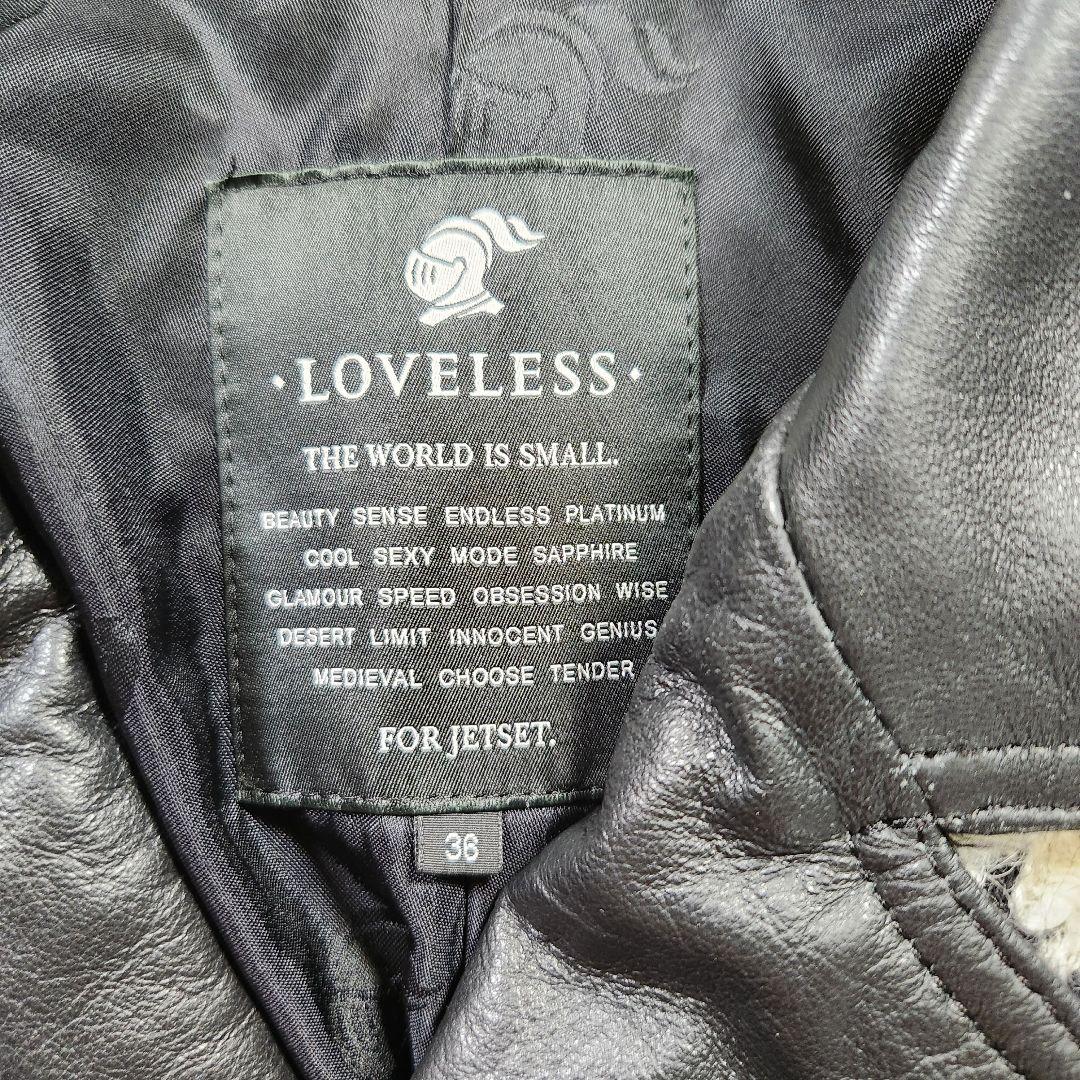 · LOVELESS ·
THE WORLD IS SMALL.
BEAUTY SENSE ENDLESS PLATINUM
COOL SEXY MODE SAPPHIRE
GLAMOUR SPEED OBSESSION WISE
DESERT LIMIT INNOCENT GENIUS
MEDIEVAL CHOOSE TENDER
FOR JETSET.
36